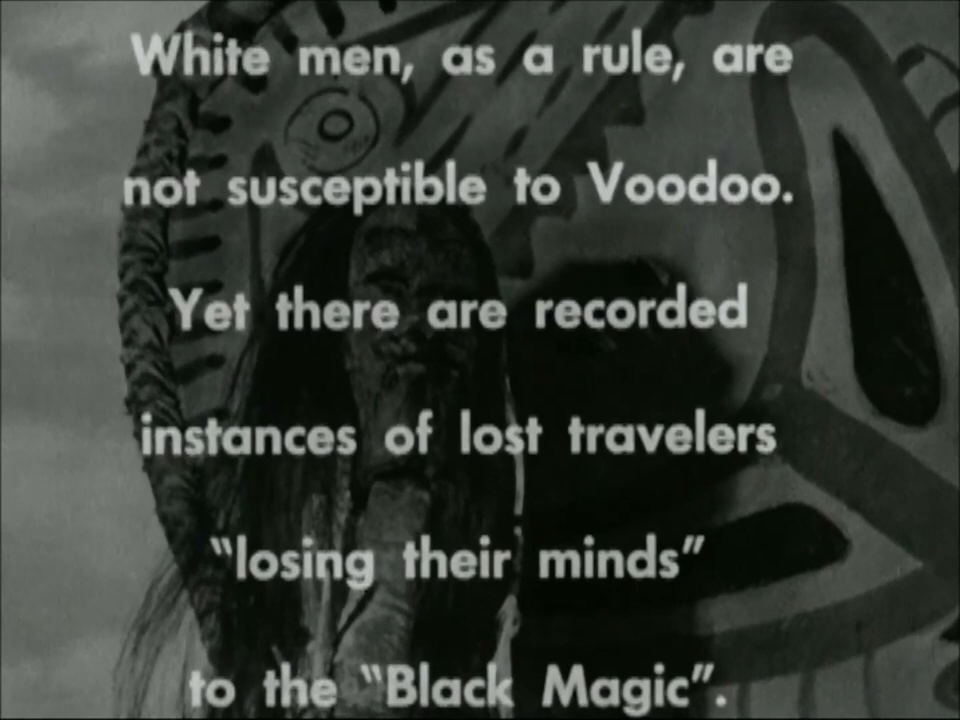 White men, as a rule, are
not susceptible to Voodoo.
Yet there are recorded
instances of lost travelers
“losing their minds”
to the “Black Magic”.